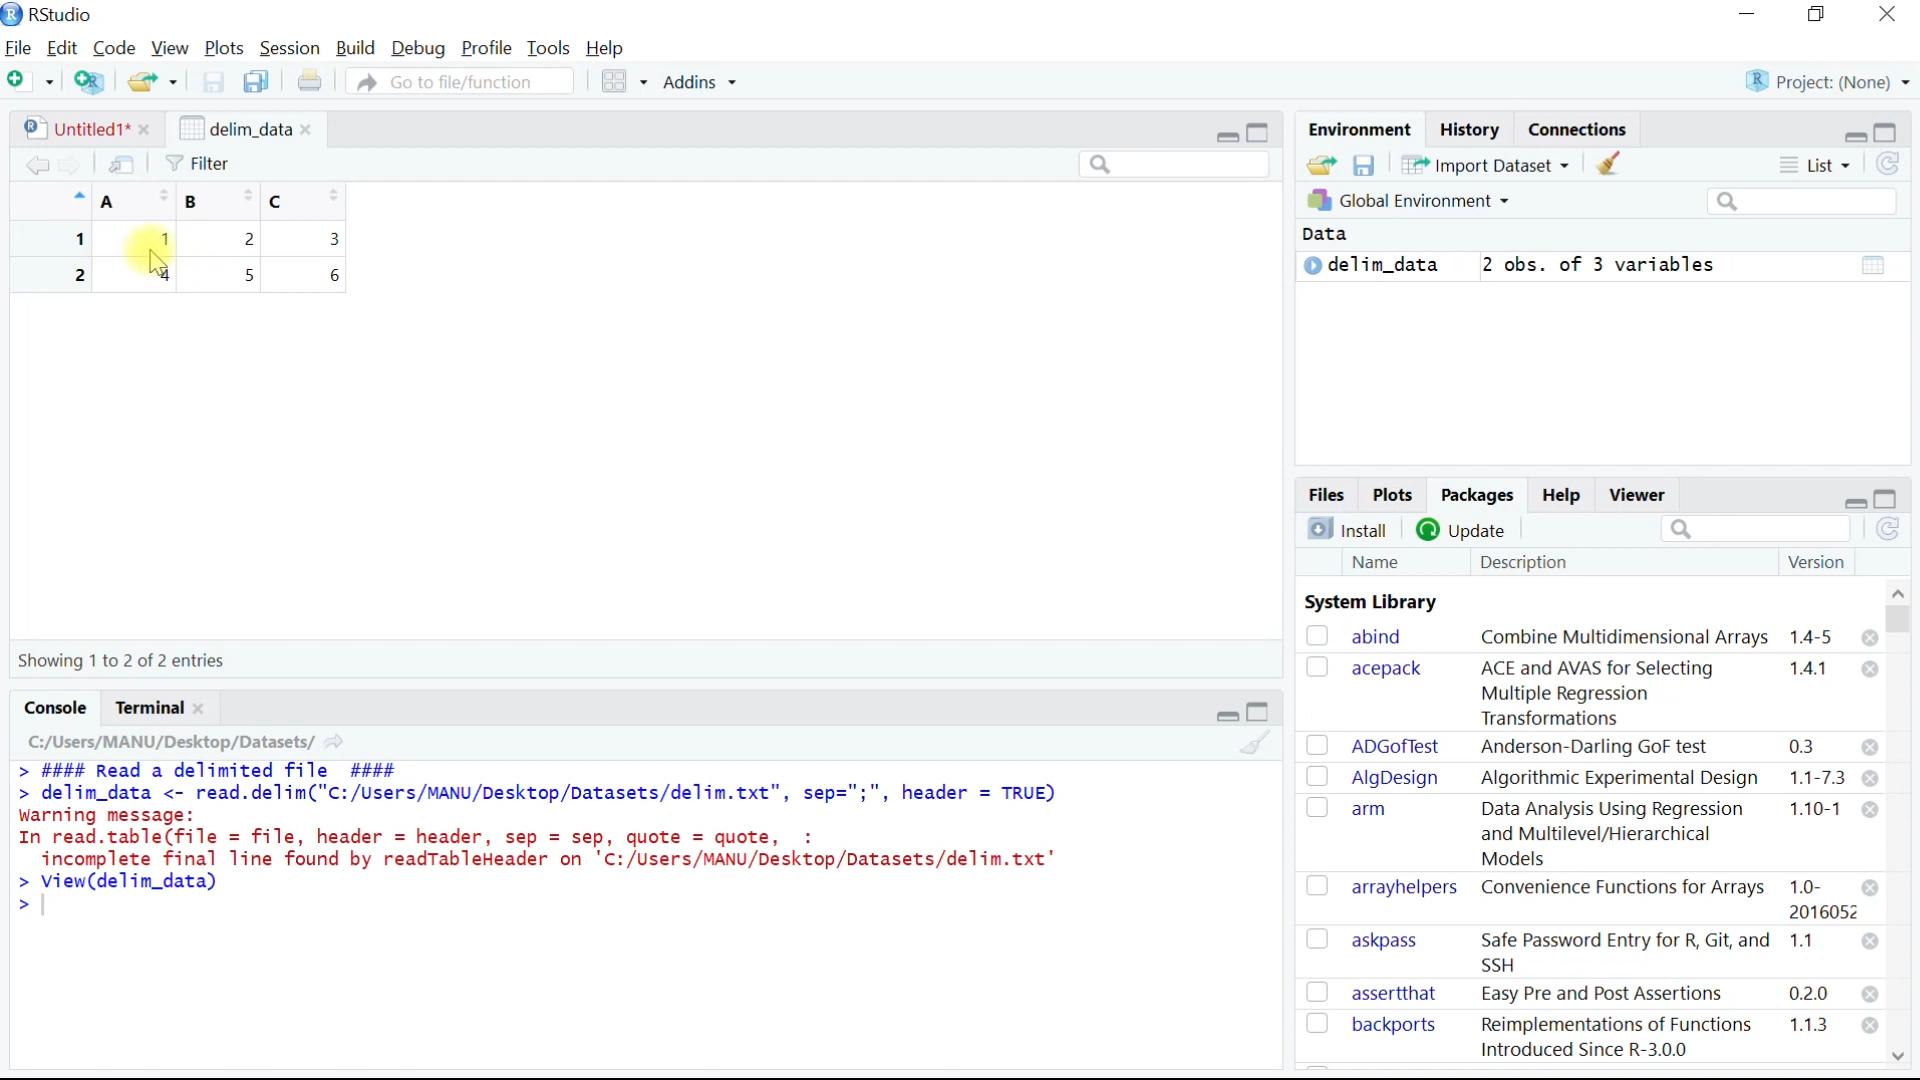 RStudio
File Edit Code View Plots Session Build Debug Profile Tools Help
Go to file/function Addins Project: (None)
Untitled1* delim_data
Filter
A B C
1 1 2 3
2 4 5 6
Showing 1 to 2 of 2 entries
Console Terminal
C:/Users/MANU/Desktop/Datasets/
> #### Read a delimited file ####
> delim_data <- read.delim("C:/Users/MANU/Desktop/Datasets/delim.txt", sep=";", header = TRUE)
Warning message:
In read.table(file = file, header = header, sep = sep, quote = quote, :
incomplete final line found by readTableHeader on 'C:/Users/MANU/Desktop/Datasets/delim.txt'
> View(delim_data)
>
Environment History Connections
Import Dataset List
Global Environment
Data
delim_data 2 obs. of 3 variables
Files Plots Packages Help Viewer
Install Update
Name Description Version
System Library
abind Combine Multidimensional Arrays 1.4-5
acepack ACE and AVAS for Selecting 1.4.1
Multiple Regression
Transformations
ADGofTest Anderson-Darling GoF test 0.3
AlgDesign Algorithmic Experimental Design 1.1-7.3
arm Data Analysis Using Regression 1.10-1
and Multilevel/Hierarchical
Models
arrayhelpers Convenience Functions for Arrays 1.0-
2016052
askpass Safe Password Entry for R, Git, and 1.1
SSH
assertthat Easy Pre and Post Assertions 0.2.0
backports Reimplementations of Functions 1.1.3
Introduced Since R-3.0.0